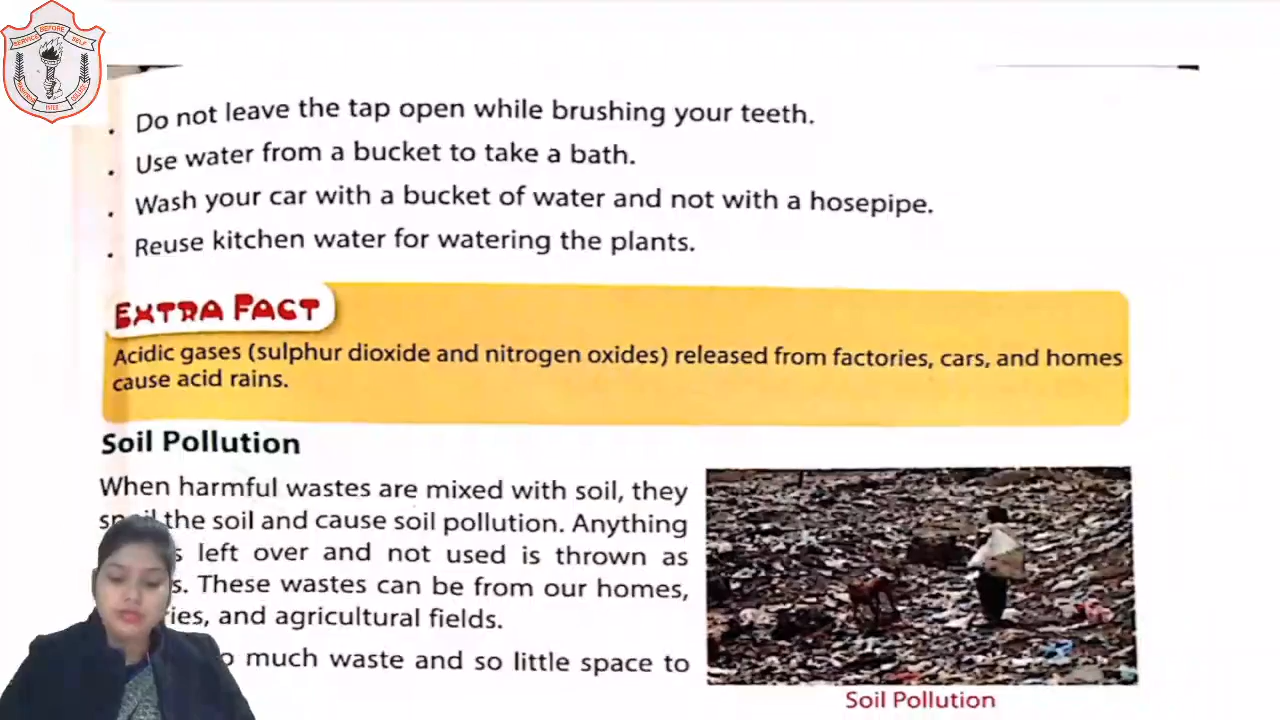 SERVICE BEFORE SELF
Do not leave the tap open while brushing your teeth.
Use water from a bucket to take a bath.
Wash your car with a bucket of water and not with a hosepipe.
Reuse kitchen water for watering the plants.
EXTRA FACT
Acidic gases (sulphur dioxide and nitrogen oxides) released from factories, cars, and homes
cause acid rains.
Soil Pollution
When harmful wastes are mixed with soil, they
the soil and cause soil pollution. Anything
left over and not used is thrown as
These wastes can be from our homes,
and agricultural fields.
much waste and so little space to
Soil Pollution